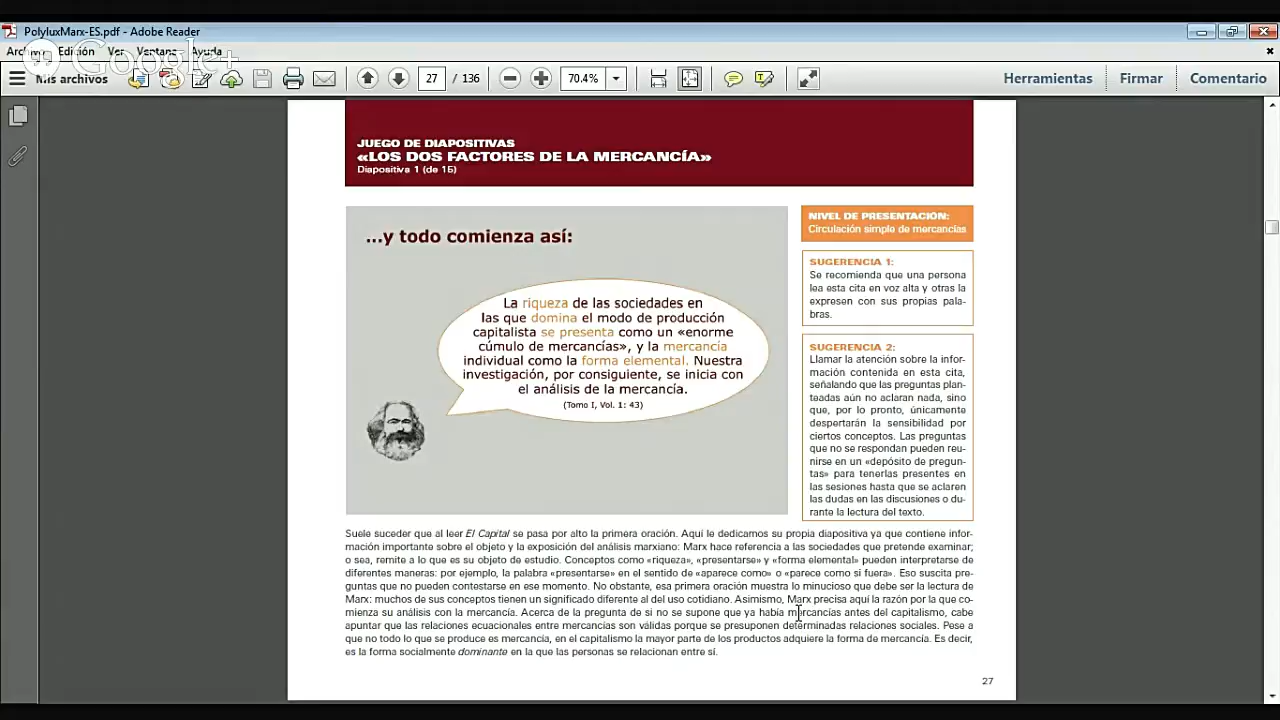 PolyluxMarx-ES.pdf - Adobe Reader
Archivo Edición Ver Ventana Ayuda
Google+
Mis archivos
27 / 136
70.4%
Herramientas
Firmar
Comentario
JUEGO DE DIAPOSITIVAS
«LOS DOS FACTORES DE LA MERCANCÍA»
Diapositiva 1 (de 15)
...y todo comienza así:
La riqueza de las sociedades en
las que domina el modo de producción
capitalista se presenta como un «enorme
cúmulo de mercancías», y la mercancía
individual como la forma elemental. Nuestra
investigación, por consiguiente, se inicia con
el análisis de la mercancía.
(Tomo I, Vol. 1: 43)
NIVEL DE PRESENTACIÓN:
Circulación simple de mercancías
SUGERENCIA 1:
Se recomienda que una persona
lea esta cita en voz alta y otras la
expresen con sus propias pala-
bras.
SUGERENCIA 2:
Llamar la atención sobre la infor-
mación contenida en esta cita,
señalando que las preguntas plan-
teadas aún no aclaran nada, sino
que, por lo pronto, únicamente
despertarán la sensibilidad por
ciertos conceptos. Las preguntas
que no se respondan pueden reu-
nirse en un «depósito de pregun-
tas» para tenerlas presentes en
las sesiones hasta que se aclaren
las dudas en las discusiones o du-
rante la lectura del texto.
Suele suceder que al leer El Capital se pasa por alto la primera oración. Aquí le dedicamos su propia diapositiva ya que contiene infor-
mación importante sobre el objeto y la exposición del análisis marxiano: Marx hace referencia a las sociedades que pretende examinar;
o sea, remite a lo que es su objeto de estudio. Conceptos como «riqueza», «presentarse» y «forma elemental» pueden interpretarse de
diferentes maneras: por ejemplo, la palabra «presentarse» en el sentido de «aparece como» o «parece como si fuera». Eso suscita pre-
guntas que no pueden contestarse en ese momento. No obstante, esa primera oración muestra lo minucioso que debe ser la lectura de
Marx: muchos de sus conceptos tienen un significado diferente al del uso cotidiano. Asimismo, Marx precisa aquí la razón por la que co-
mienza su análisis con la mercancía. Acerca de la pregunta de si no se supone que ya había mercancías antes del capitalismo, cabe
apuntar que las relaciones ecuacionales entre mercancías son válidas porque se presuponen determinadas relaciones sociales. Pese a
que no todo lo que se produce es mercancía, en el capitalismo la mayor parte de los productos adquiere la forma de mercancía. Es decir,
es la forma socialmente dominante en la que las personas se relacionan entre sí.
27